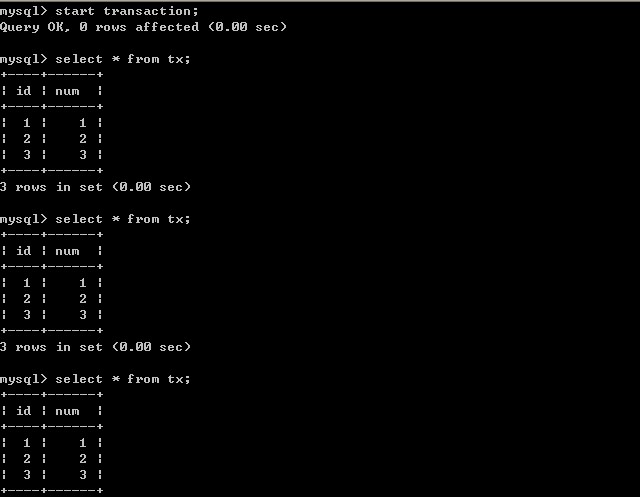 mysql> start transaction;
Query OK, 0 rows affected (0.00 sec)
mysql> select * from tx;
+----+------+
¦ id ¦ num  ¦
+----+------+
¦  1 ¦    1 ¦
¦  2 ¦    2 ¦
¦  3 ¦    3 ¦
+----+------+
3 rows in set (0.00 sec)
mysql> select * from tx;
+----+------+
¦ id ¦ num  ¦
+----+------+
¦  1 ¦    1 ¦
¦  2 ¦    2 ¦
¦  3 ¦    3 ¦
+----+------+
3 rows in set (0.00 sec)
mysql> select * from tx;
+----+------+
¦ id ¦ num  ¦
+----+------+
¦  1 ¦    1 ¦
¦  2 ¦    2 ¦
¦  3 ¦    3 ¦
+----+------+